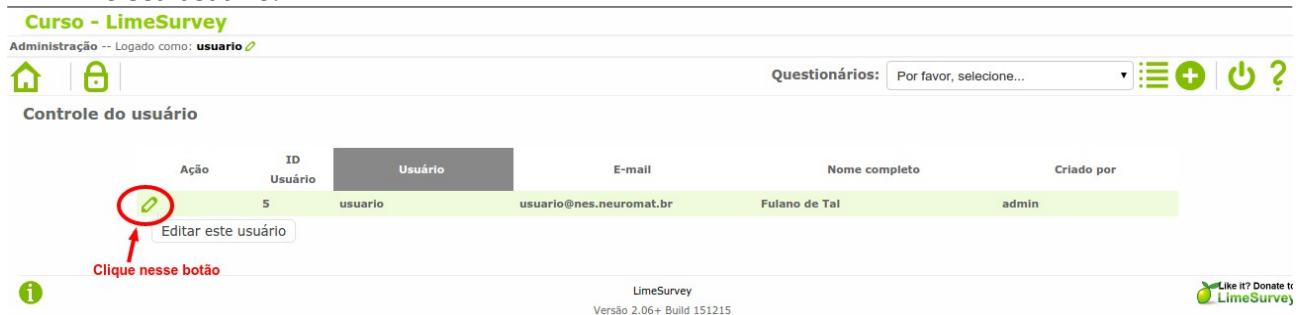 Curso - LimeSurvey
Administração -- Logado como: usuario
Questionários: Por favor, selecione...
Controle do usuário
Ação ID Usuário Usuário E-mail Nome completo Criado por
5 usuario usuario@nes.neuromat.br Fulano de Tal admin
Editar este usuário
Clique nesse botão
LimeSurvey
Versão 2.06+ Build 151215
Like it? Donate to
LimeSurvey